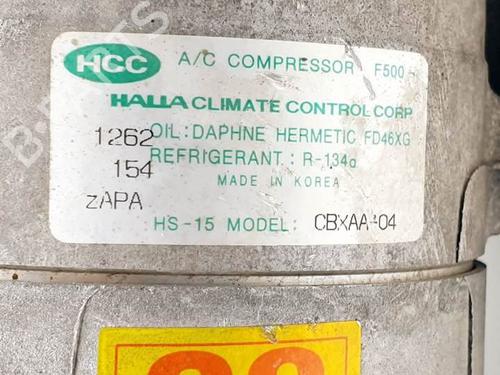 HCC A/C COMPRESSOR F500
HALLA CLIMATE CONTROL CORP
1262 OIL: DAPHNE HERMETIC FD46XG
154 REFRIGERANT : R-134a
zAPA MADE IN KOREA
HS-15 MODEL: CBXAA-04